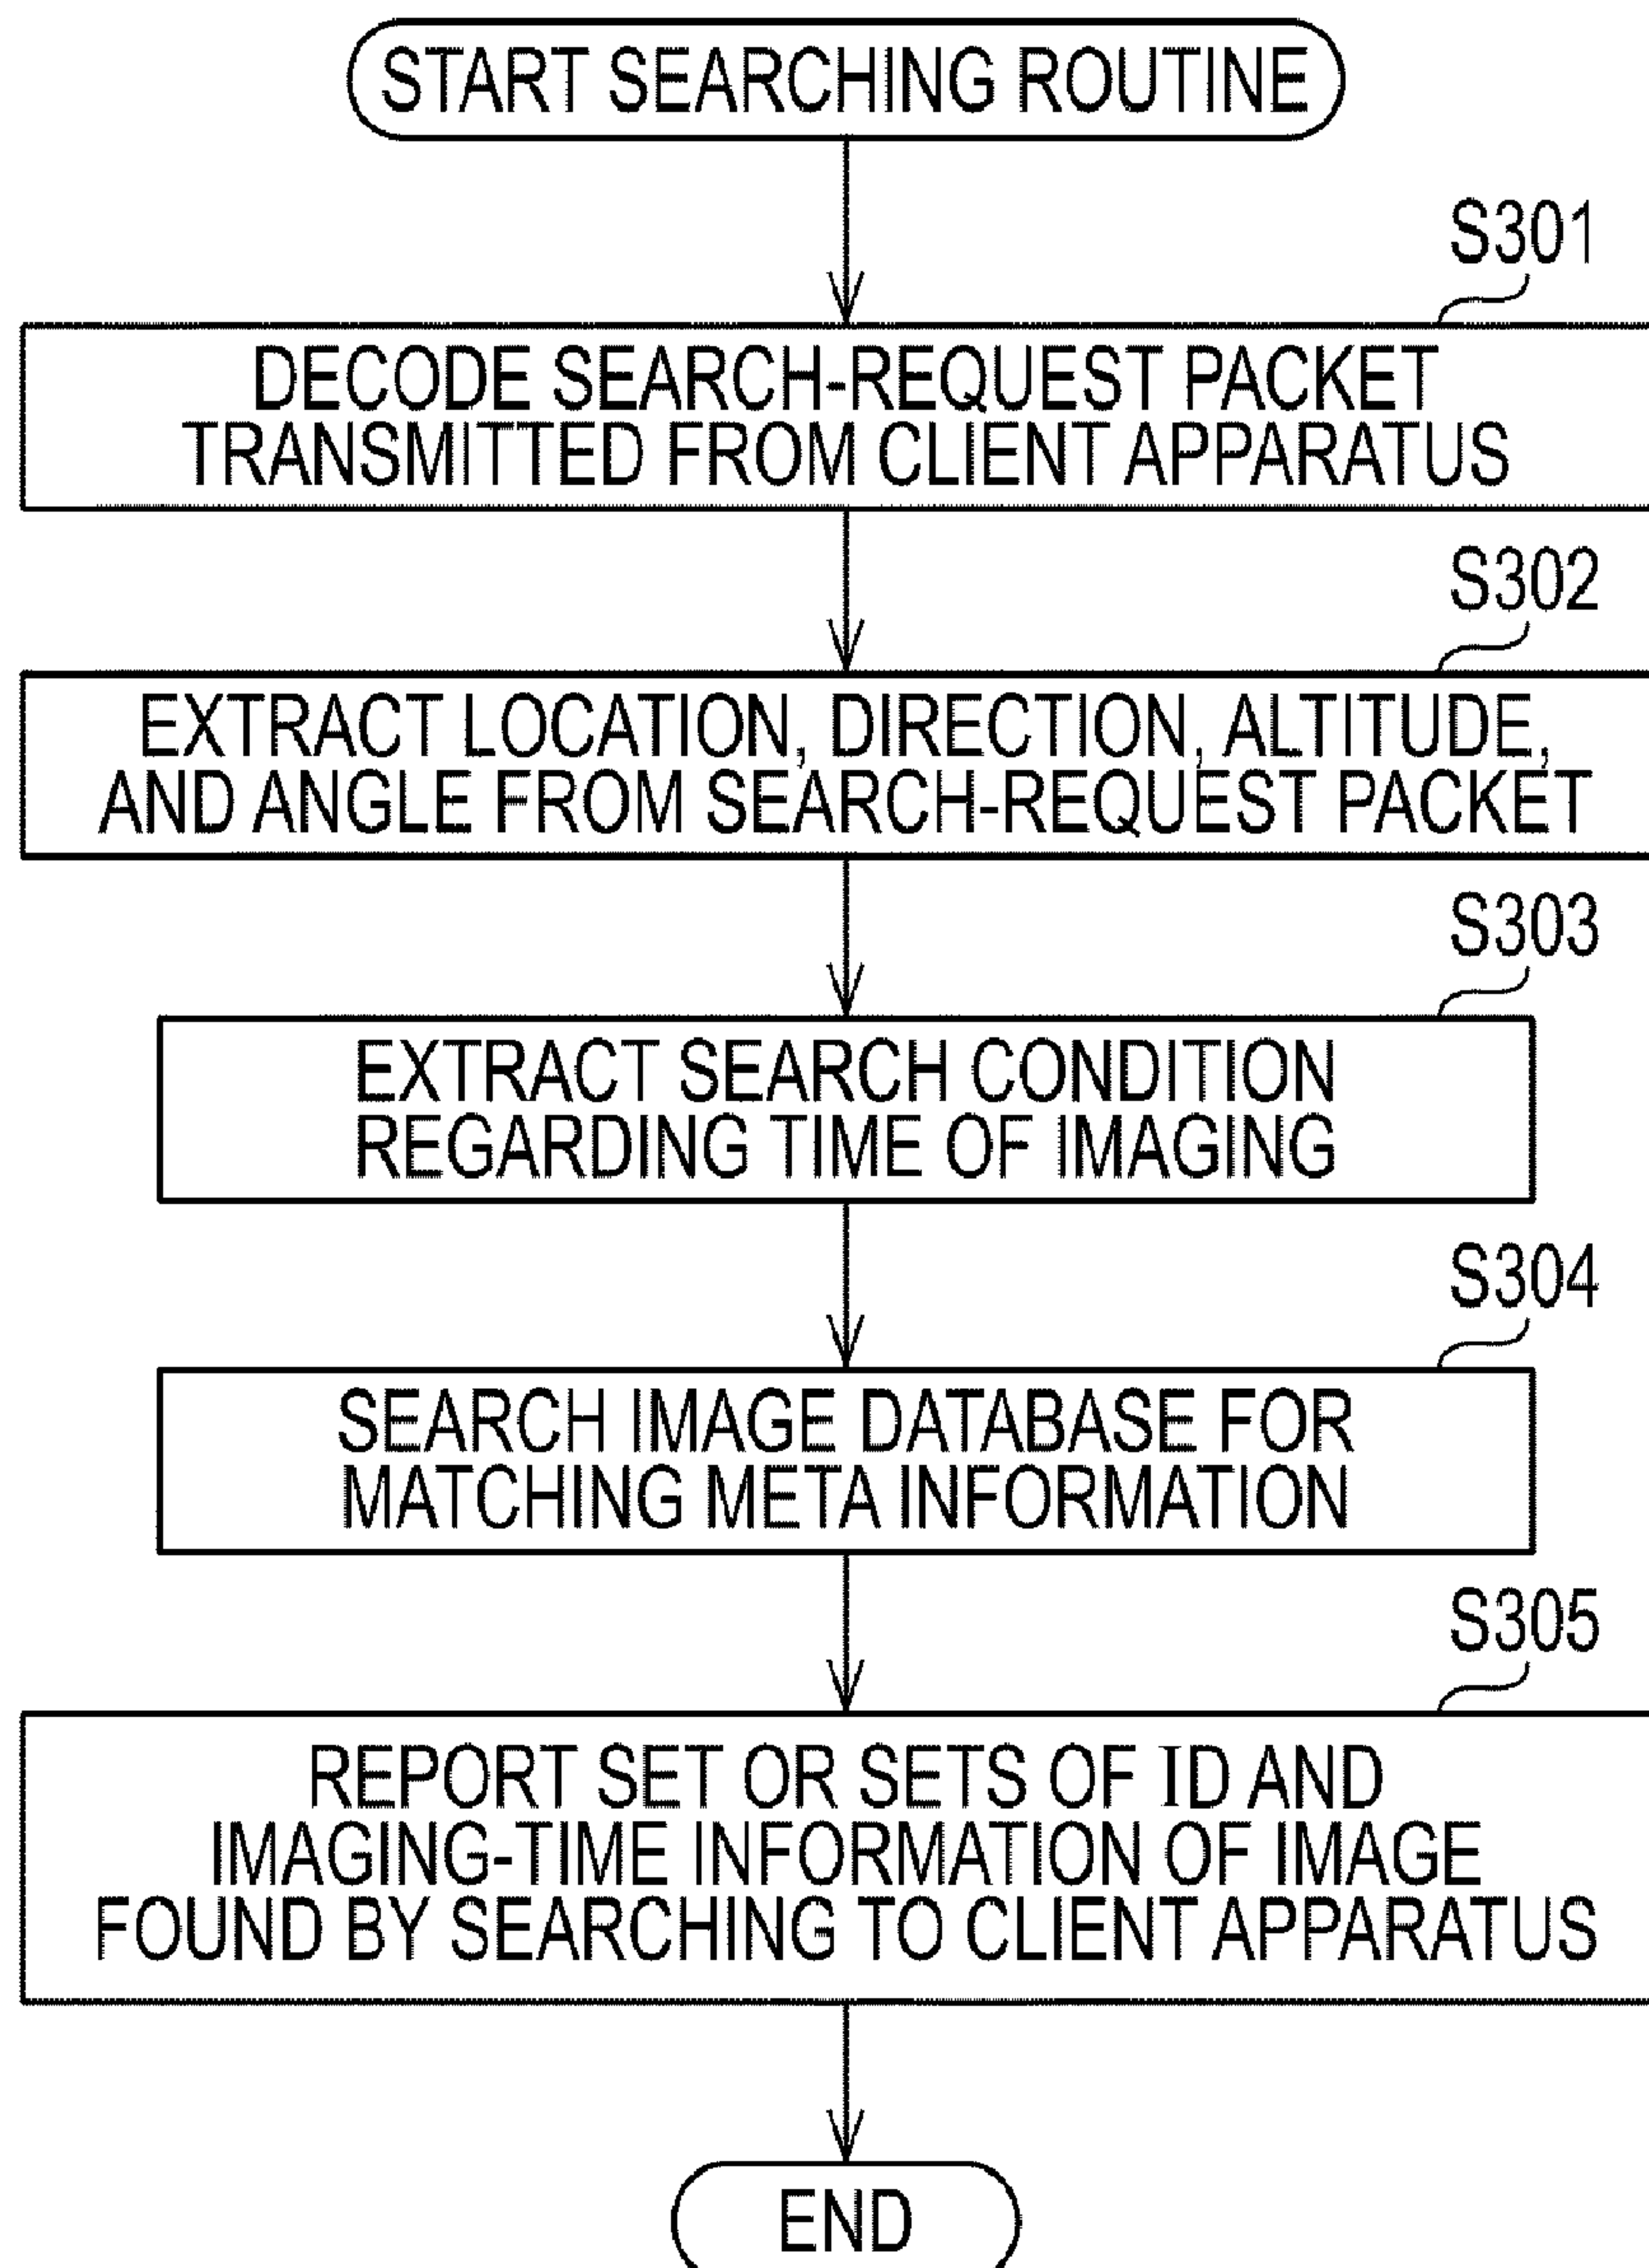 START SEARCHING ROUTINE
S301
DECODE SEARCH-REQUEST PACKET
TRANSMITTED FROM CLIENT APPARATUS
S302
EXTRACT LOCATION, DIRECTION, ALTITUDE,
AND ANGLE FROM SEARCH-REQUEST PACKET
S303
EXTRACT SEARCH CONDITION
REGARDING TIME OF IMAGING
S304
SEARCH IMAGE DATABASE FOR
MATCHING META INFORMATION
S305
REPORT SET OR SETS OF ID AND
IMAGING-TIME INFORMATION OF IMAGE
FOUND BY SEARCHING TO CLIENT APPARATUS
END